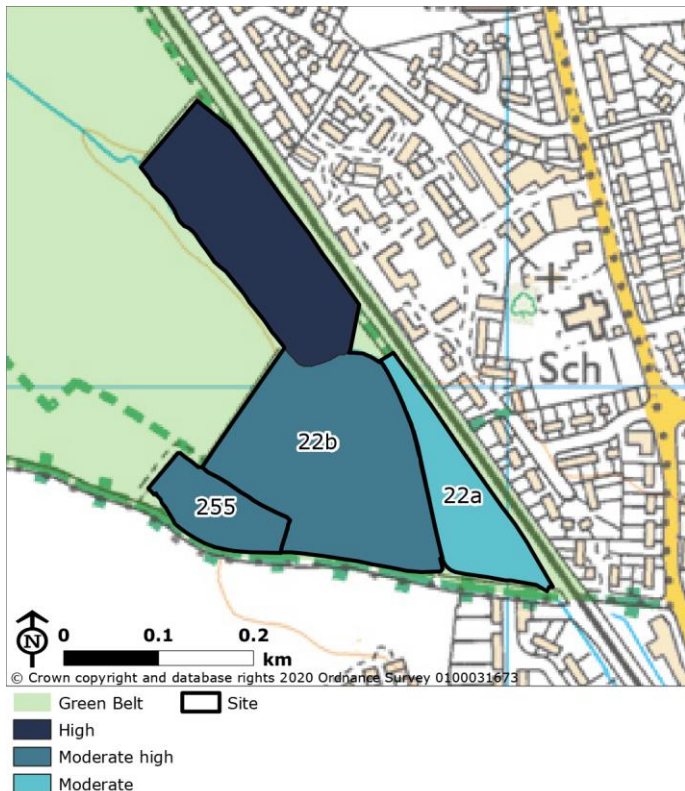 22b
Sch
22a
255
N
0 0.1 0.2
km
© Crown copyright and database rights 2020 Ordnance Survey 0100031673
Green Belt Site
High
Moderate high
Moderate